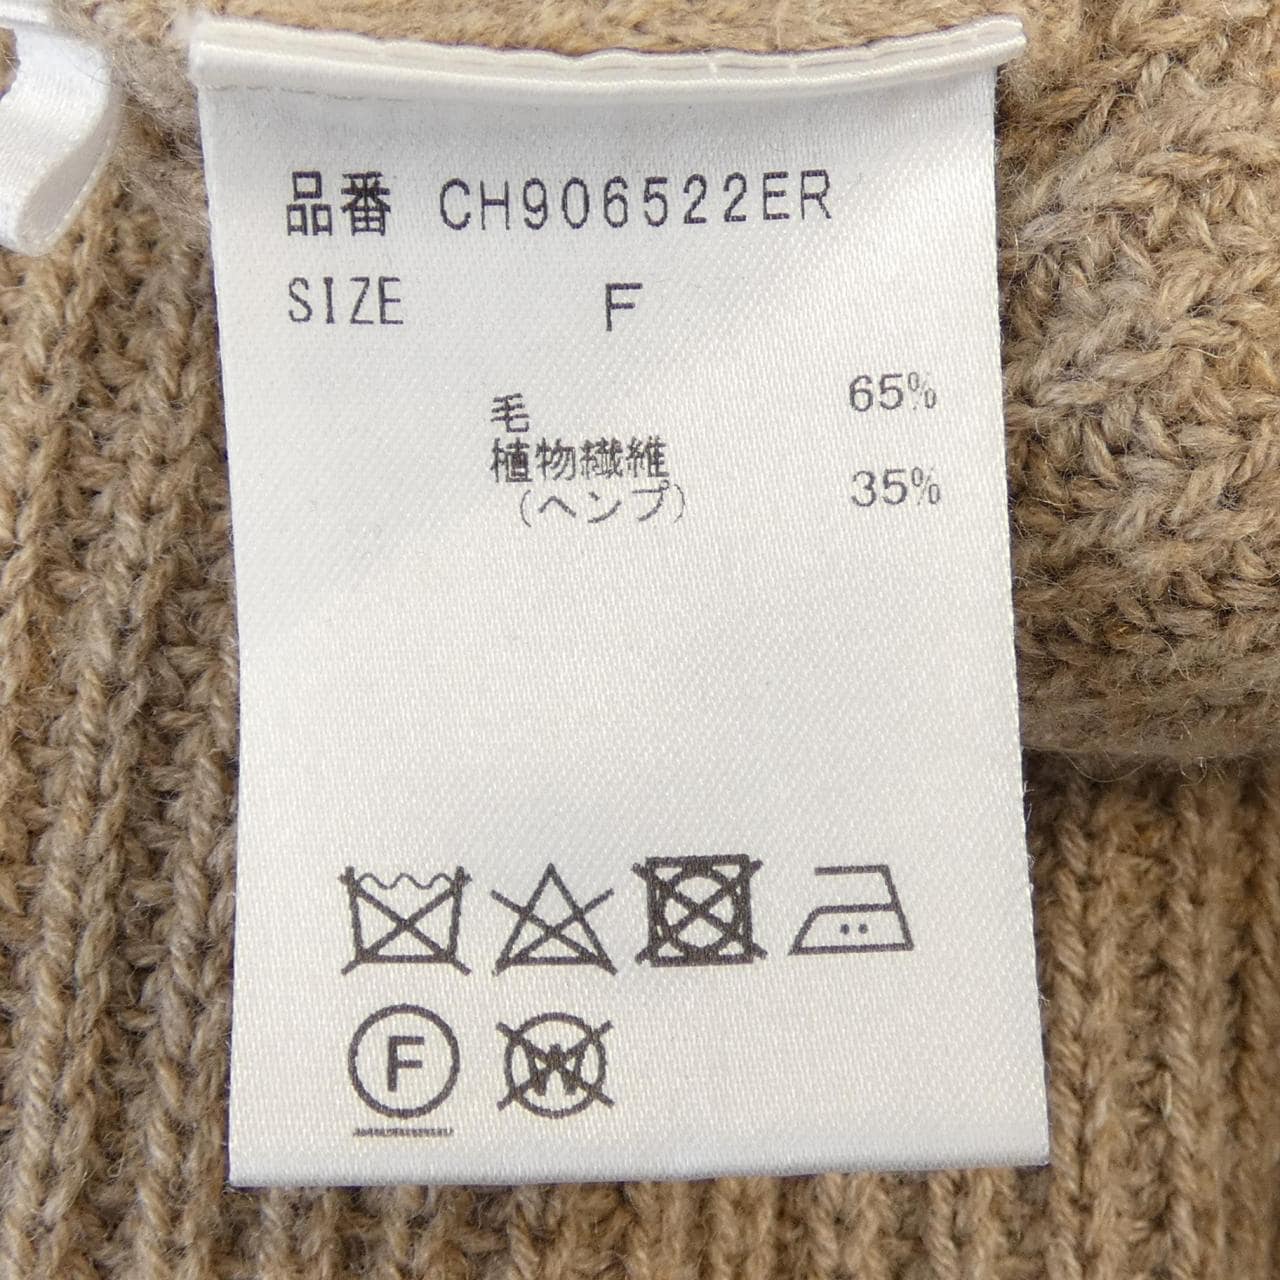 品番 CH906522ER
SIZE F
毛 65%
植物繊維
(ヘンプ) 35%
F
W